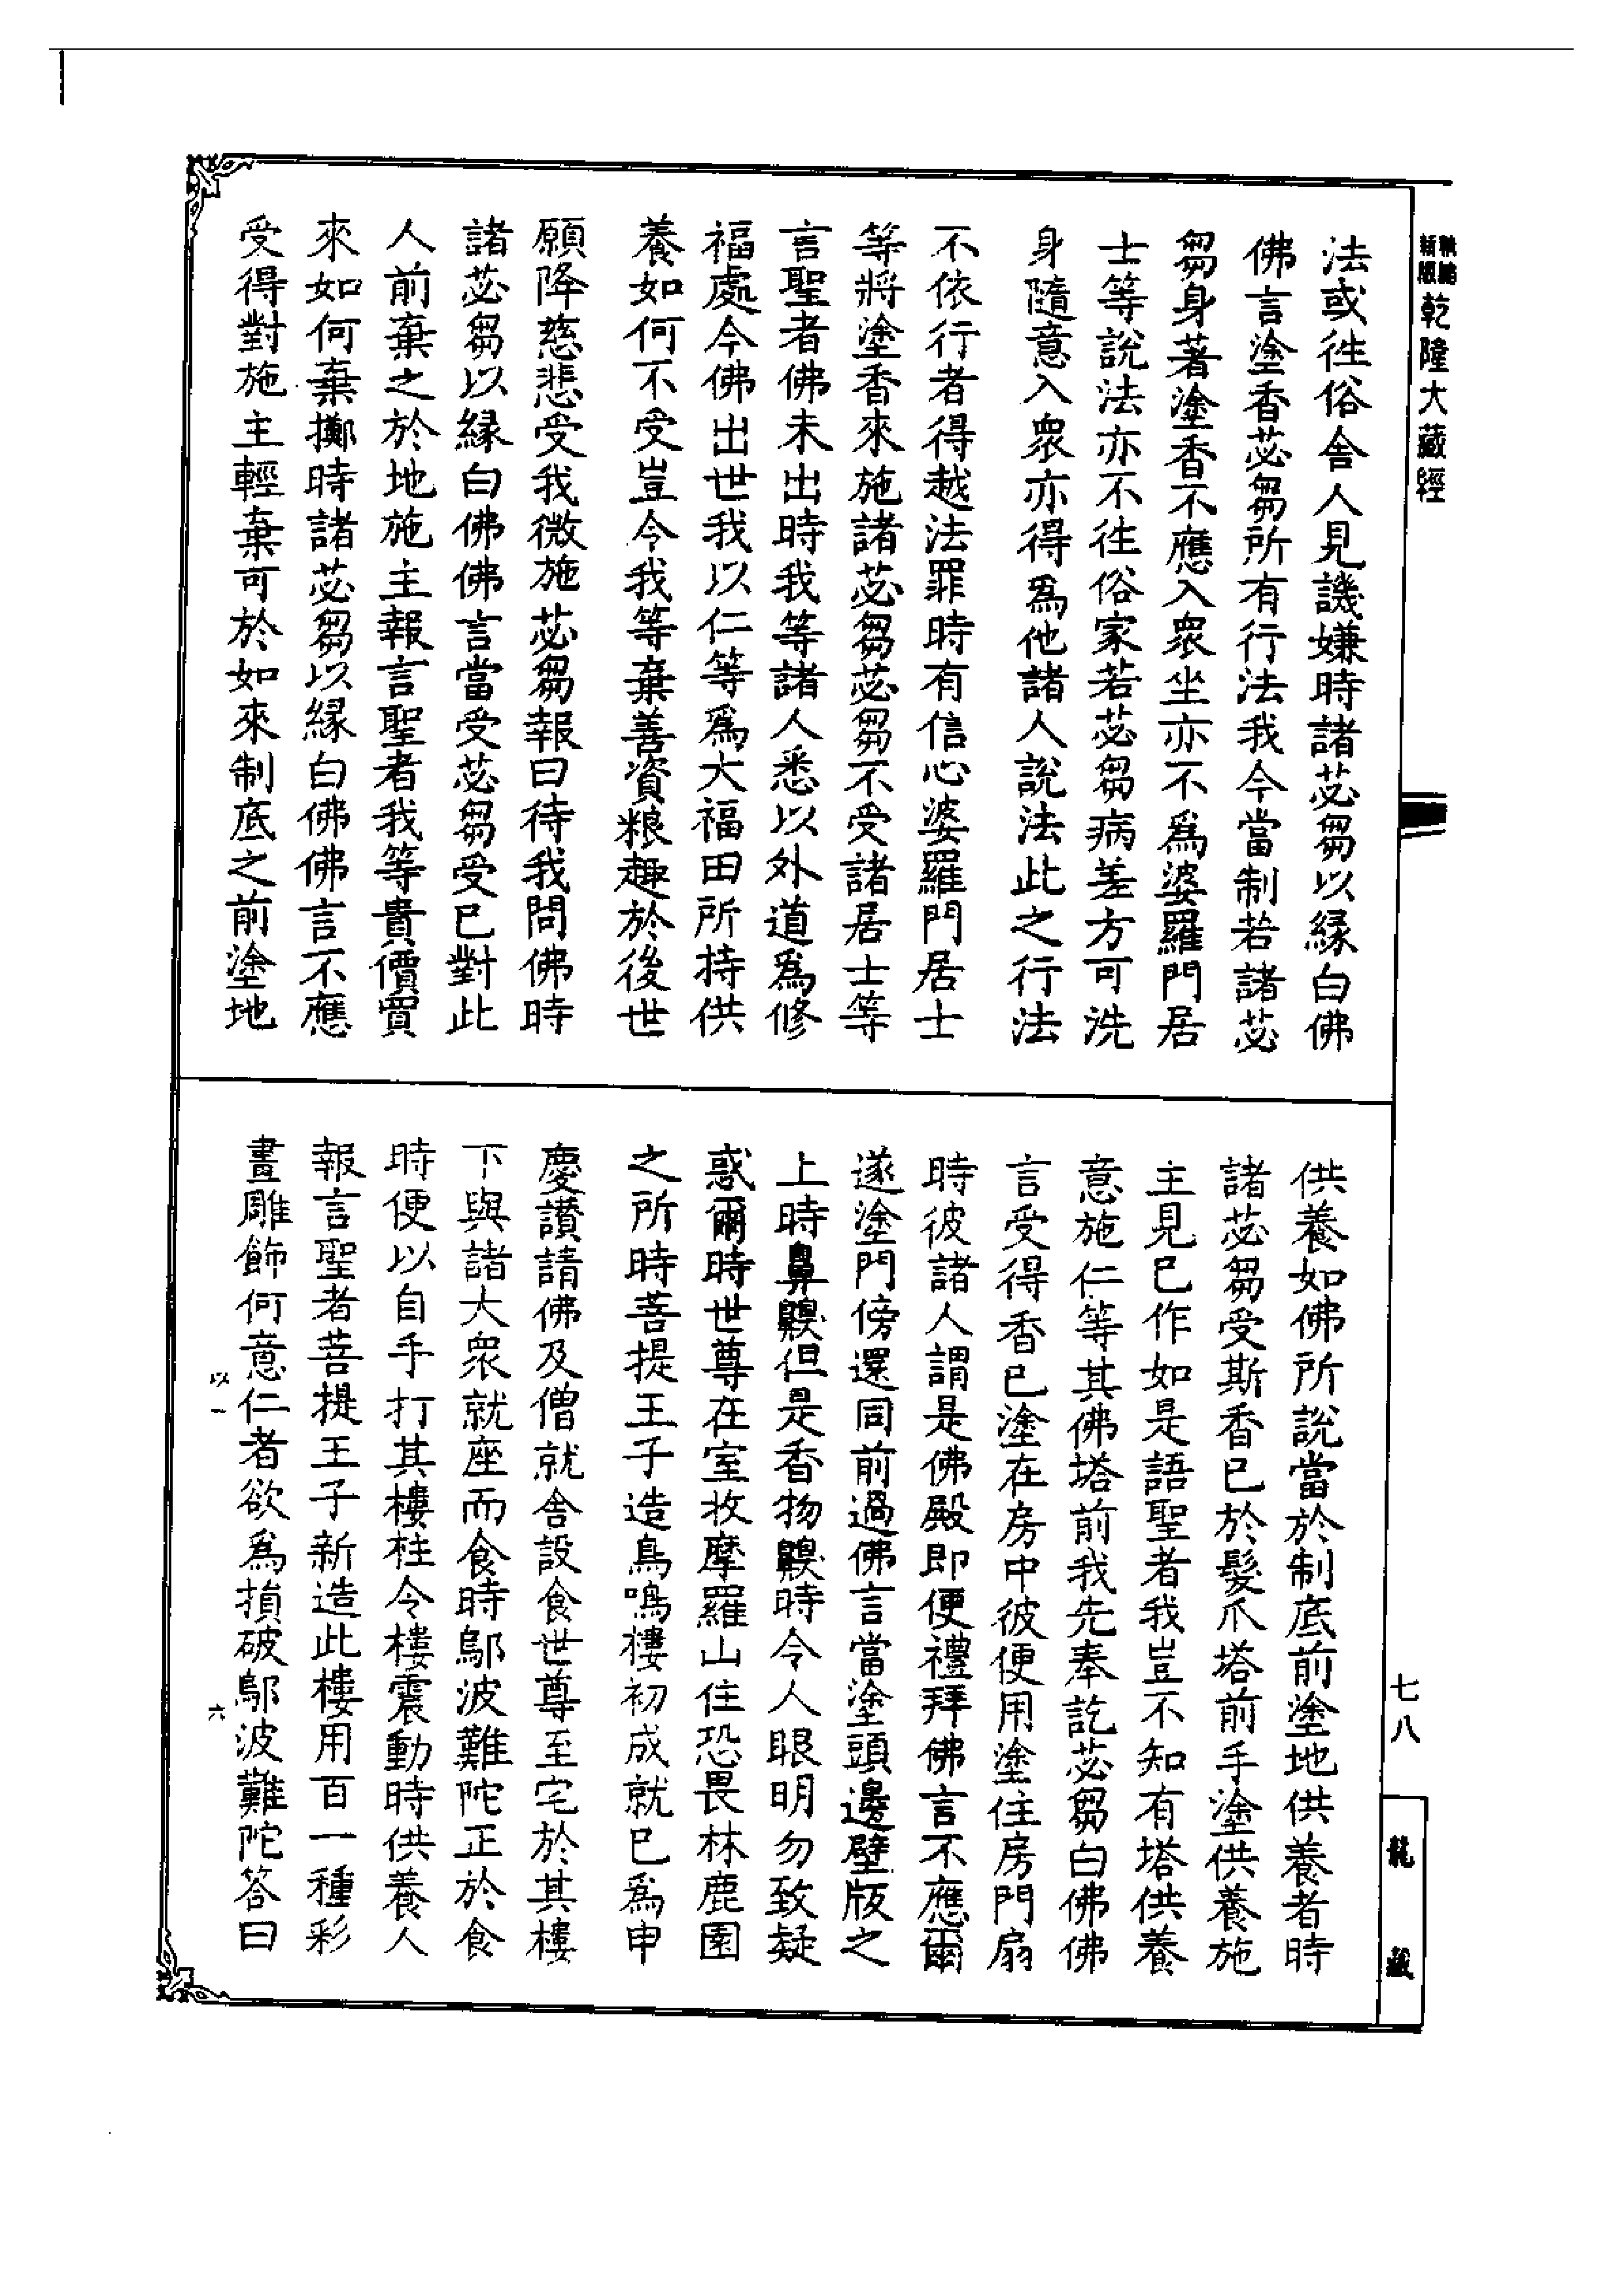 新編
新版
乾隆大藏經
法或徃俗舍人見譏嫌時諸苾芻以緣白佛
佛言塗香苾芻所有行法我今當制若諸苾
芻身著塗香不應入衆坐亦不爲婆羅門居
士等說法亦不徃俗家若苾芻病差方可洗
身隨意入衆亦得爲他諸人說法此之行法
不依行者得越法罪時有信心婆羅門居士
等將塗香來施諸苾芻苾芻不受諸居士等
言聖者佛未出時我等諸人悉以外道爲修
福處今佛出世我以仁等爲大福田所持供
養如何不受豈令我等棄善資粮趣於後世
願降慈悲受我微施苾芻報曰待我問佛時
諸苾芻以緣白佛佛言當受苾芻受已對此
人前棄之於地施主報言聖者我等貴價買
來如何棄擲時諸苾芻以緣白佛佛言不應
受得對施主輕棄可於如來制底之前塗地
供養如佛所說當於制底前塗地供養者時
諸苾芻受斯香已於髮爪塔前手塗供養施
主見已作如是語聖者我豈不知有塔供養
意施仁等其佛塔前我先奉訖苾芻白佛佛
言受得香已塗在房中彼便用塗住房門扇
時彼諸人謂是佛殿即便禮拜佛言不應爾
遂塗門傍還同前過佛言當塗頭邊壁版之
上時鼻齅但是香物齅時令人眼明勿致疑
惑爾時世尊在室收摩羅山住恐畏林鹿園
之所時菩提王子造鳥鳴樓初成就已爲申
慶讚請佛及僧就舍設食世尊至宅於其樓
下與諸大衆就座而食時鄔波難陀正於食
時便以自手打其樓柱令樓震動時供養人
報言聖者菩提王子新造此樓用百一種彩
畫雕飾何意仁者欲爲損破鄔波難陀答曰
以一
六
七八
龍藏